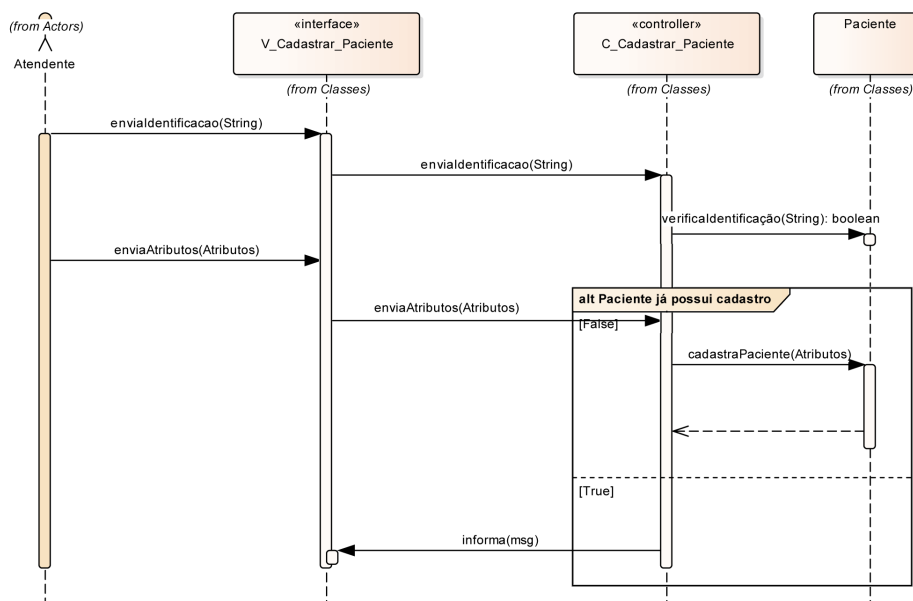 (from Actors)
Atendente
«interface»
V_Cadastrar_Paciente
(from Classes)
«controller»
C_Cadastrar_Paciente
(from Classes)
Paciente
(from Classes)
enviaIdentificacao(String)
enviaIdentificacao(String)
verificaIdentificação(String): boolean
enviaAtributos(Atributos)
alt Paciente já possui cadastro
enviaAtributos(Atributos)
[False]
cadastraPaciente(Atributos)
[True]
informa(msg)